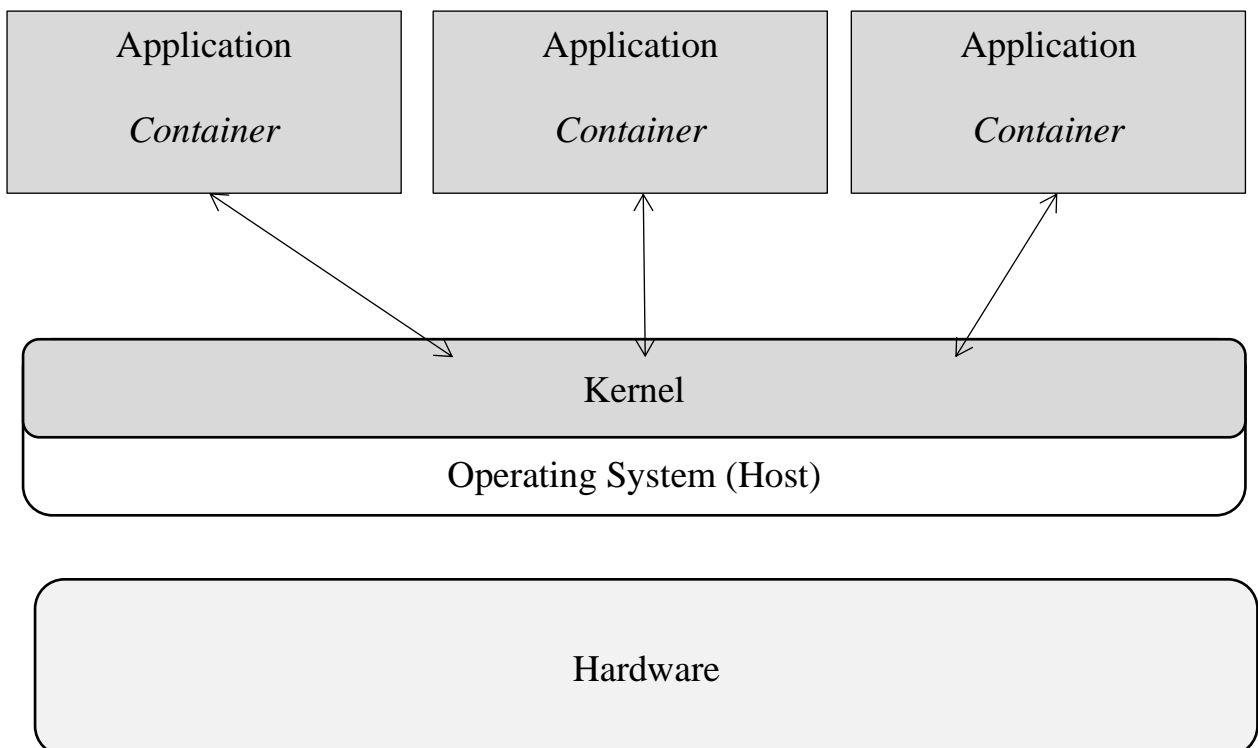 Application
Container
Application
Container
Application
Container
Kernel
Operating System (Host)
Hardware